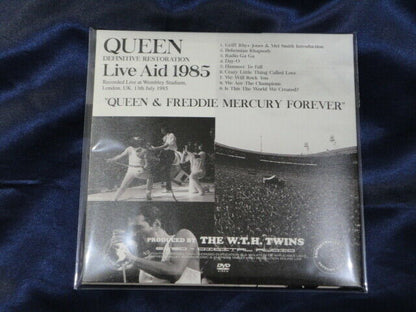 QUEEN
DEFINITIVE RESTORATION
Live Aid 1985
Recorded Live at Wembley Stadium,
London, UK. 13th July, 1985
1. Griff Rhys Jones & Mel Smith Introduction
2. Bohemian Rhapsody
3. Radio Ga Ga
4. Day-O
5. Hammer To Fall
6. Crazy Little Thing Called Love
7. We Will Rock You
8. We Are The Champions
9. Is This The World We Created?
"QUEEN & FREDDIE MERCURY FOREVER"
PRODUCED BY THE W.T.H. TWINS
DIGITAL AUDIO
DVD